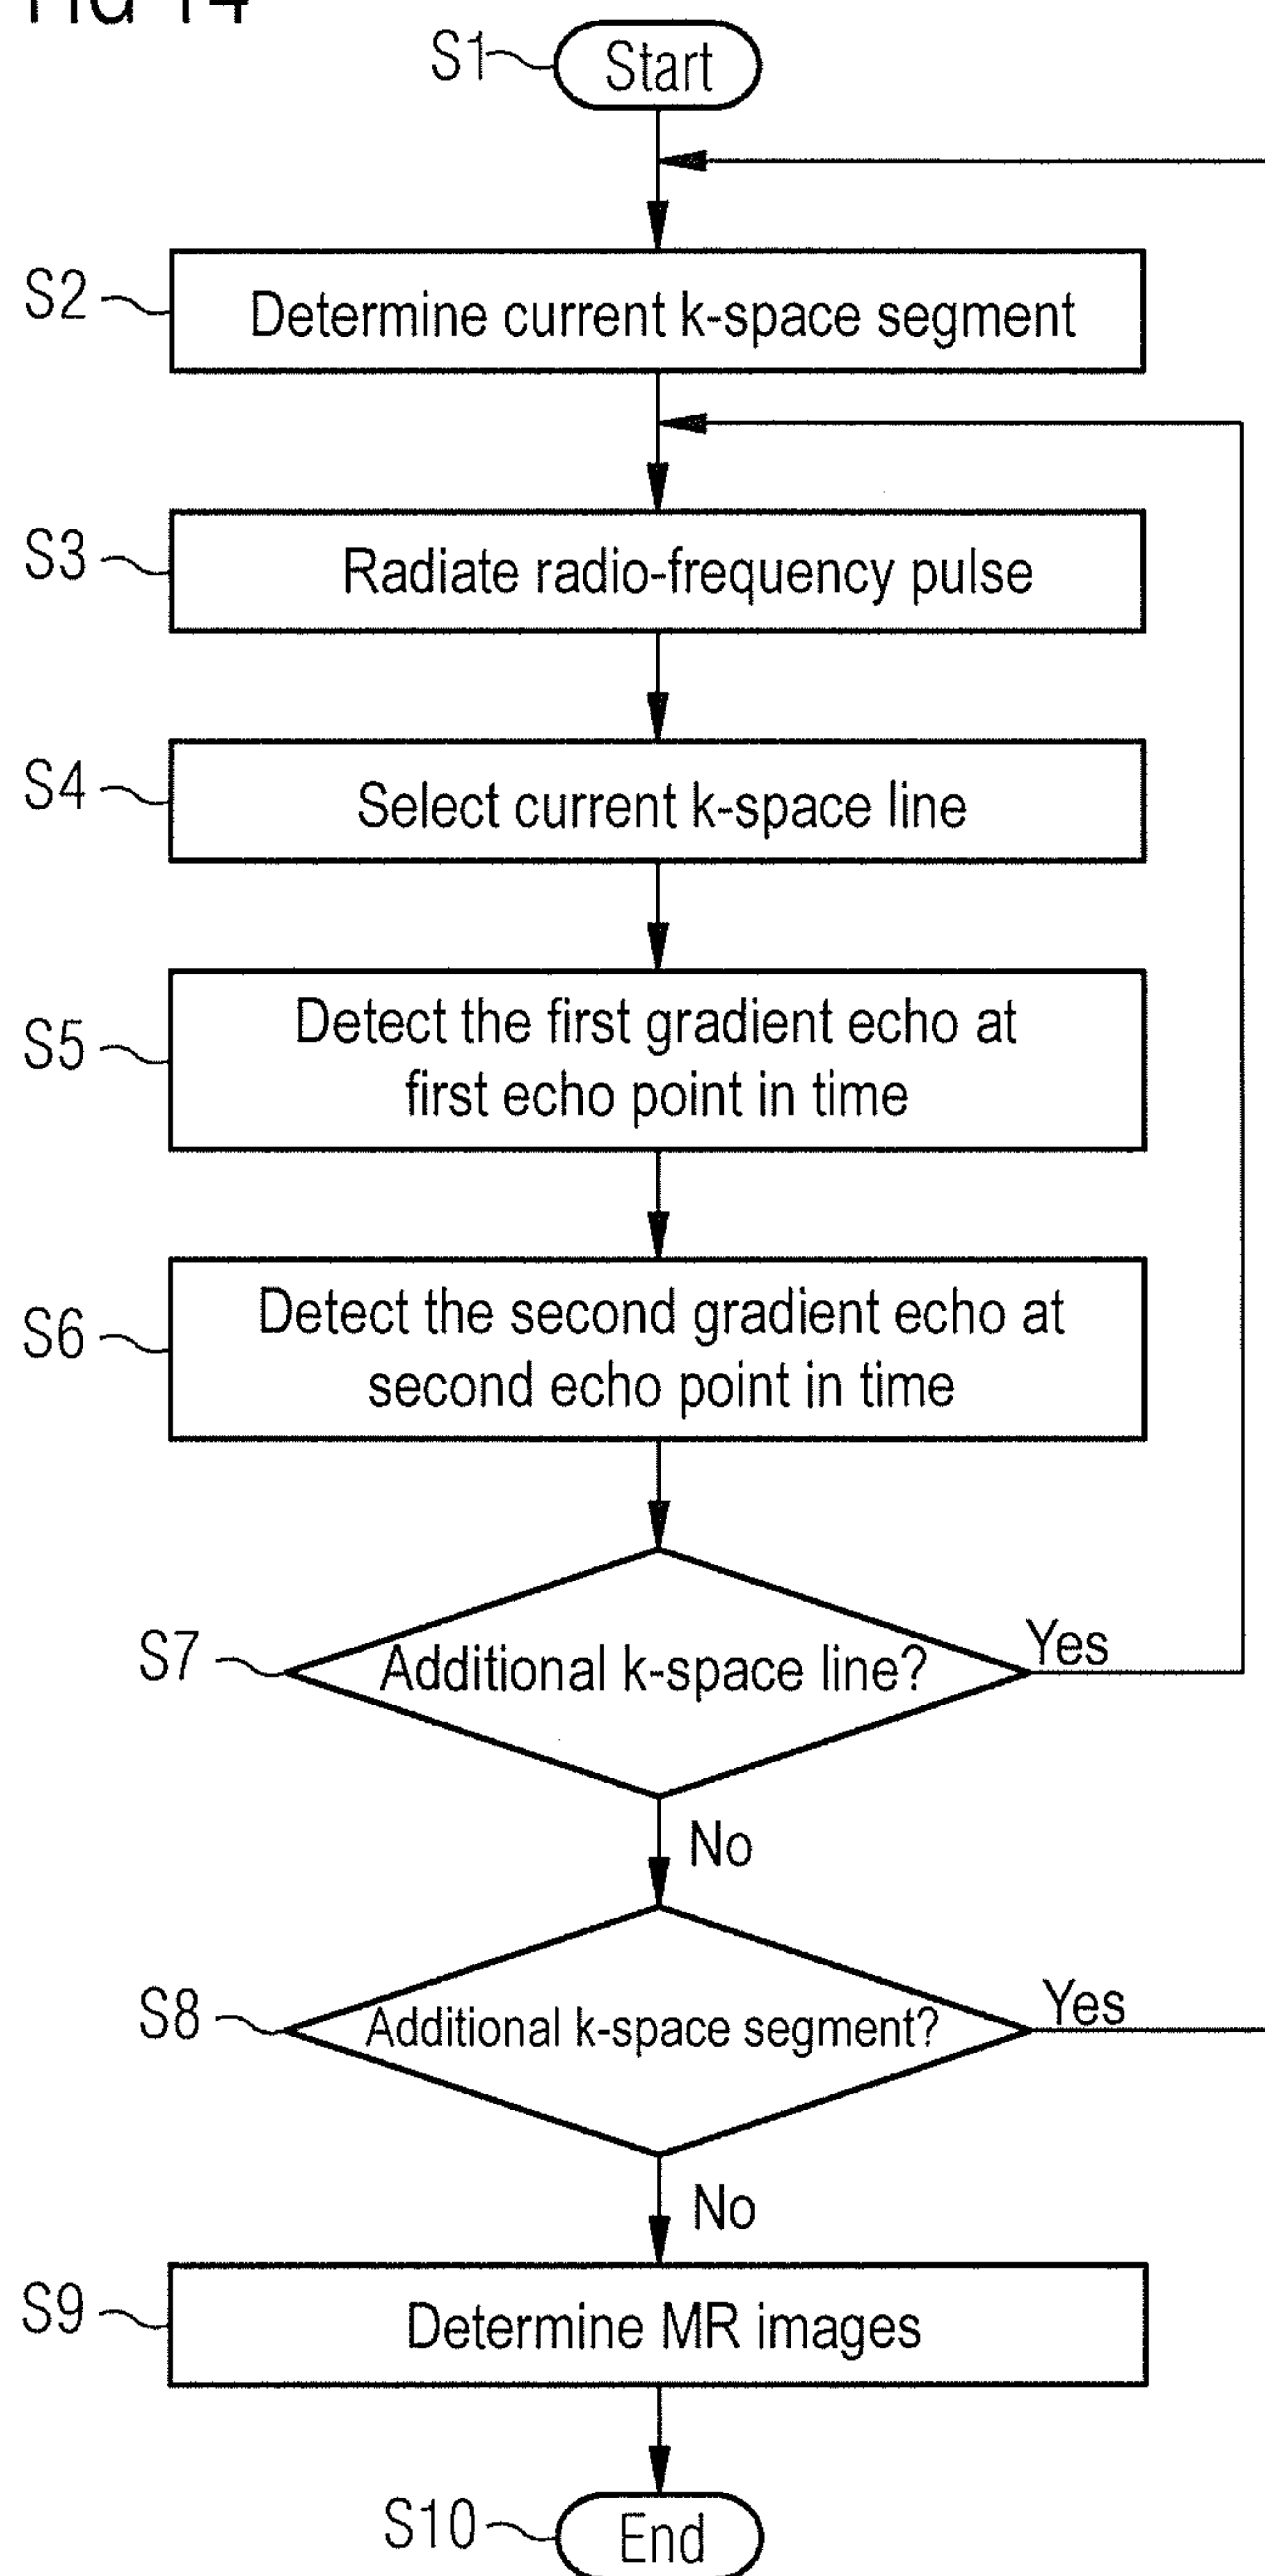 FIG 14
S1 Start
S2 Determine current k-space segment
S3 Radiate radio-frequency pulse
S4 Select current k-space line
S5 Detect the first gradient echo at
first echo point in time
S6 Detect the second gradient echo at
second echo point in time
S7 Additional k-space line? Yes
No
S8 Additional k-space segment? Yes
No
S9 Determine MR images
S10 End